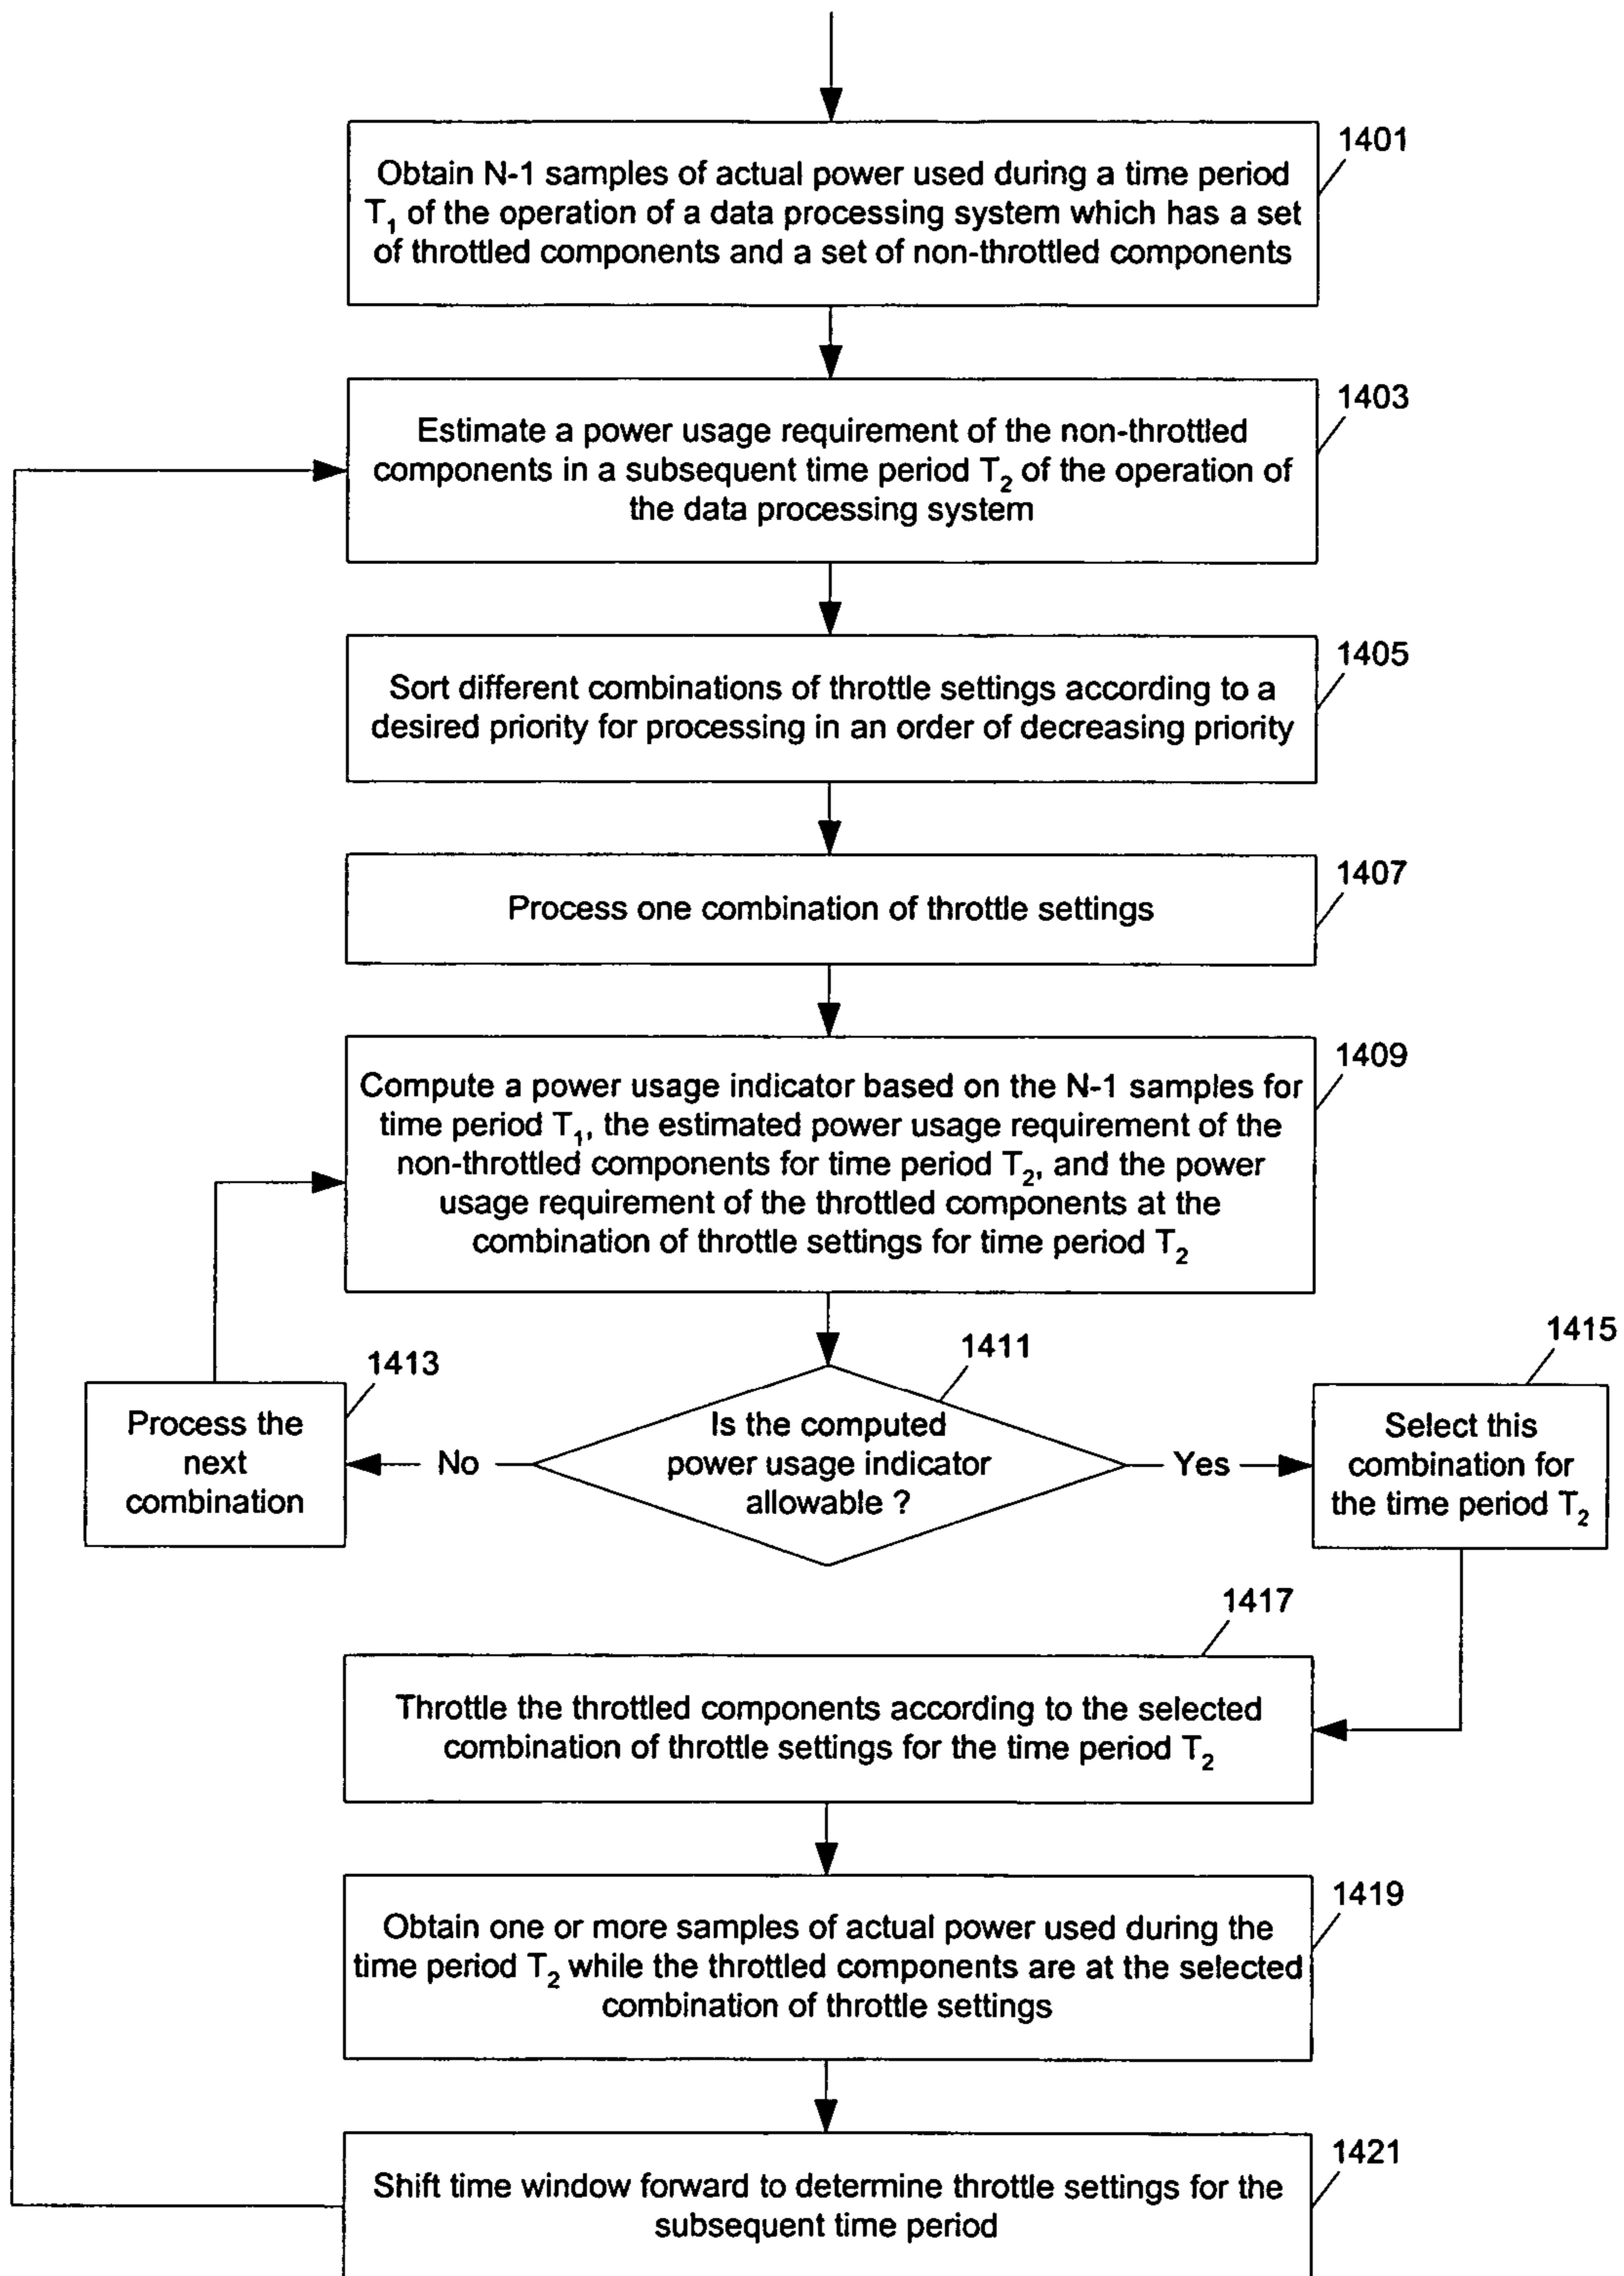 1401
Obtain N-1 samples of actual power used during a time period
T₁ of the operation of a data processing system which has a set
of throttled components and a set of non-throttled components
1403
Estimate a power usage requirement of the non-throttled
components in a subsequent time period T₂ of the operation of
the data processing system
1405
Sort different combinations of throttle settings according to a
desired priority for processing in an order of decreasing priority
1407
Process one combination of throttle settings
1409
Compute a power usage indicator based on the N-1 samples for
time period T₁, the estimated power usage requirement of the
non-throttled components for time period T₂, and the power
usage requirement of the throttled components at the
combination of throttle settings for time period T₂
1411
Is the computed
power usage indicator
allowable ?
No
Yes
1413
Process the
next
combination
1415
Select this
combination for
the time period T₂
1417
Throttle the throttled components according to the selected
combination of throttle settings for the time period T₂
1419
Obtain one or more samples of actual power used during the
time period T₂ while the throttled components are at the selected
combination of throttle settings
1421
Shift time window forward to determine throttle settings for the
subsequent time period